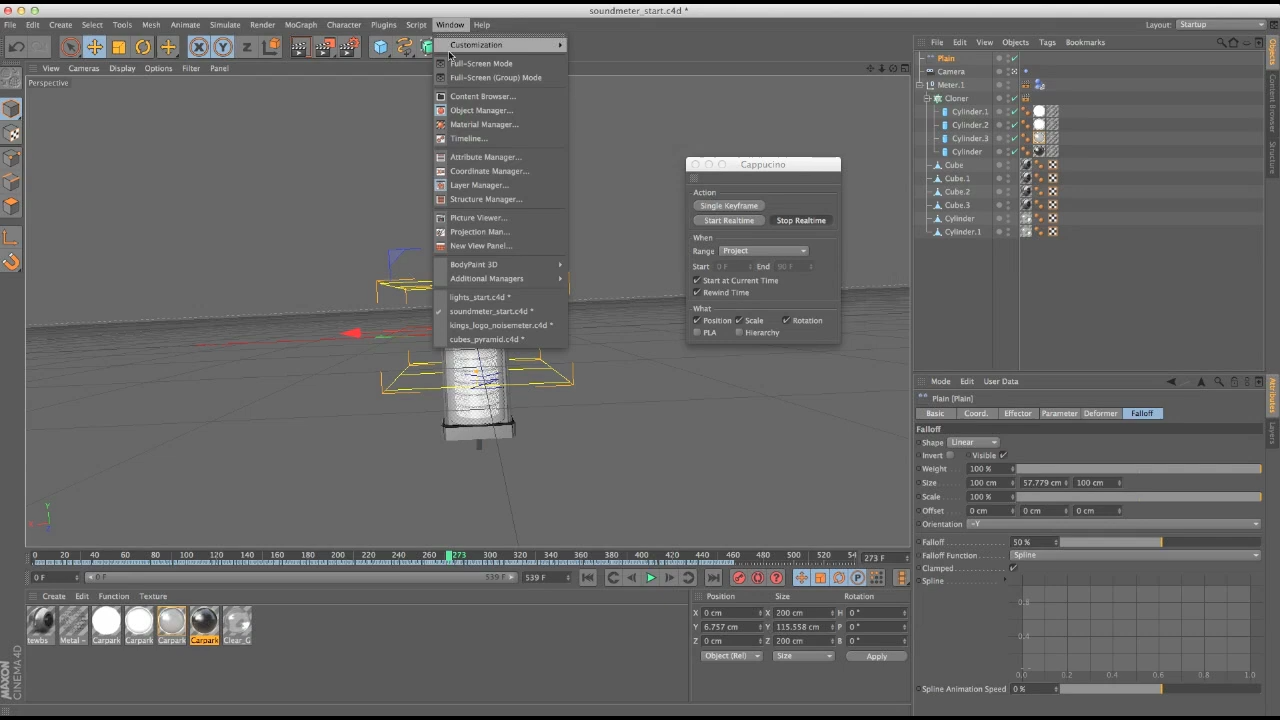 soundmeter_start.c4d *
File Edit Create Select Tools Mesh Animate Simulate Render MoGraph Character Plugins Script Window Help Layout: Startup
Customization
Full-Screen Mode
Full-Screen (Group) Mode
Content Browser...
Object Manager...
Material Manager...
Timeline...
Attribute Manager...
Coordinate Manager...
Layer Manager...
Structure Manager...
Picture Viewer...
Projection Man...
New View Panel...
BodyPaint 3D
Additional Managers
lights_start.c4d *
soundmeter_start.c4d *
kings_logo_noisemeter.c4d *
cubes_pyramid.c4d *
View Cameras Display Options Filter Panel
Perspective
Cappucino
Action
Single Keyframe
Start Realtime Stop Realtime
When
Range Project
Start 0 F End 90 F
Start at Current Time
Rewind Time
What
Position Scale Rotation
PLA Hierarchy
File Edit View Objects Tags Bookmarks
Plain
Camera
Meter.1
Cloner
Cylinder.1
Cylinder.2
Cylinder.3
Cylinder
Cube
Cube.1
Cube.2
Cube.3
Cylinder
Cylinder.1
Objects
Content Browser
Structure
Mode Edit User Data
Plain [Plain]
Basic Coord. Effector Parameter Deformer Falloff
Falloff
Shape Linear
Invert Visible
Weight 100 %
Size 100 cm 57.779 cm 100 cm
Scale 100 %
Offset 0 cm 0 cm 0 cm
Orientation -Y
Falloff 50 %
Falloff Function Spline
Clamped
Spline
0.8
0.4
0.0 0.2 0.4 0.6 0.8 1.0
Spline Animation Speed 0 %
Attributes
Layers
Y
X
0 20 40 60 80 100 120 140 160 180 200 220 240 260 273 300 320 340 360 380 400 420 440 460 480 500 520 54 273 F
0 F 0 F 539 F 539 F
Create Edit Function Texture
tewbs Metal - Carpark Carpark Carpark Carpark Clear_G
Position Size Rotation
X 0 cm X 200 cm H 0 °
Y 6.757 cm Y 115.558 cm P 0 °
Z 0 cm Z 200 cm B 0 °
Object (Rel) Size Apply
MAXON
CINEMA 4D